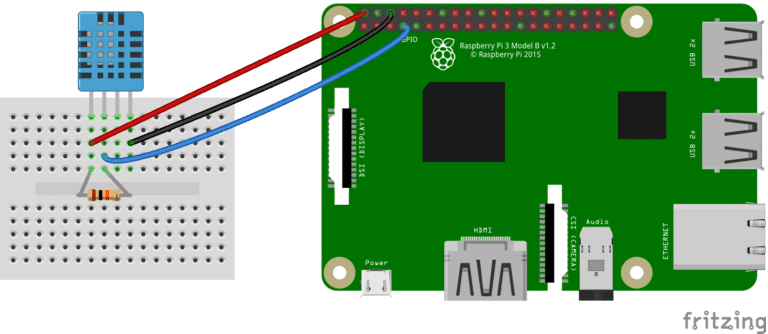 GPIO
Raspberry Pi 3 Model B v1.2
© Raspberry Pi 2015
USB 2x
DSI (DISPLAY)
USB 2x
HDMI
CSI (CAMERA)
Audio
ETHERNET
Power
fritzing